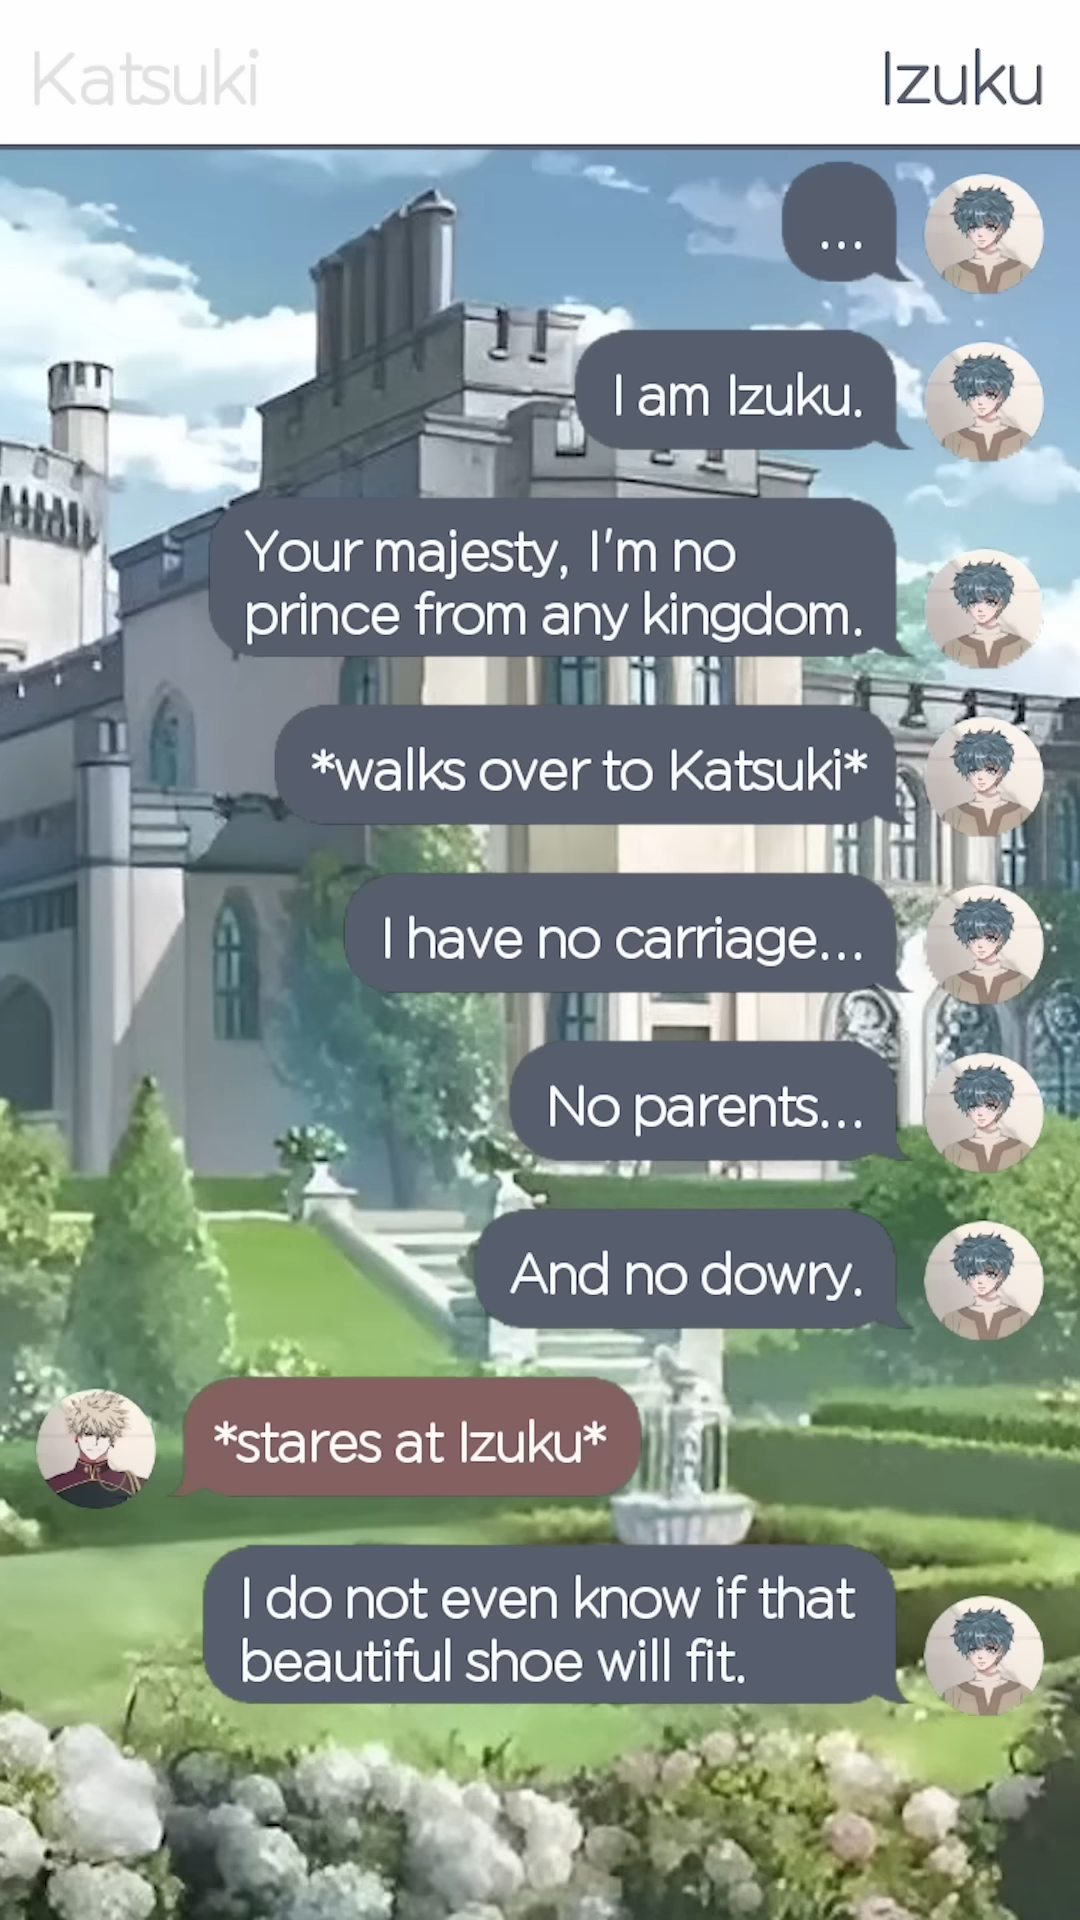 Katsuki
Izuku
...
I am Izuku.
Your majesty, I'm no
prince from any kingdom.
*walks over to Katsuki*
I have no carriage...
No parents...
And no dowry.
*stares at Izuku*
I do not even know if that
beautiful shoe will fit.